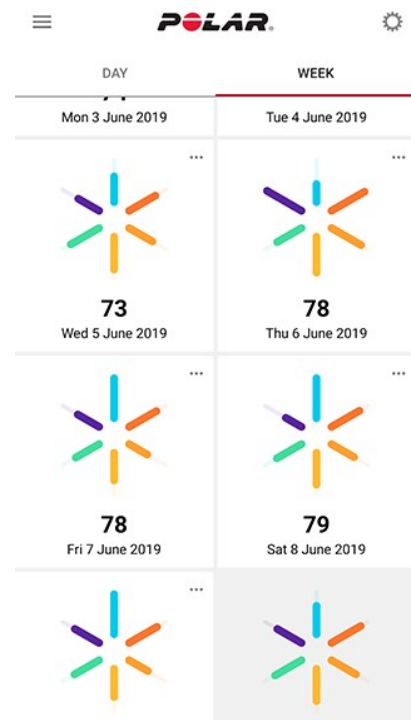 POLAR
DAY
WEEK
Mon 3 June 2019
Tue 4 June 2019
73
Wed 5 June 2019
78
Thu 6 June 2019
78
Fri 7 June 2019
79
Sat 8 June 2019